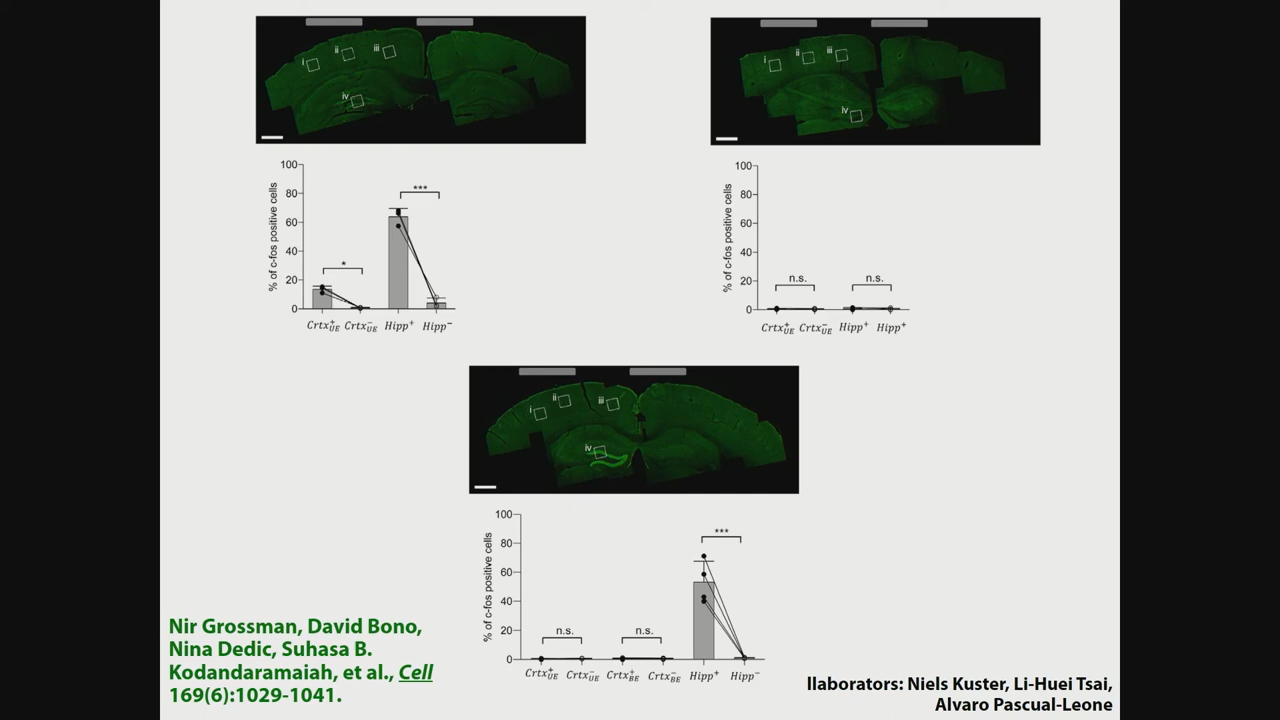 i
ii
iii
iv
100
80
60
40
20
0
% of c-fos positive cells
*
***
Crtx⁺UE Crtx⁻UE Hipp⁺ Hipp⁻
i
ii
iii
iv
100
80
60
40
20
0
% of c-fos positive cells
n.s. n.s.
Crtx⁺UE Crtx⁻UE Hipp⁺ Hipp⁺
i
ii
iii
iv
100
80
60
40
20
0
% of c-fos positive cells
n.s. n.s. ***
Crtx⁺UE Crtx⁻UE Crtx⁺BE Crtx⁻BE Hipp⁺ Hipp⁻
Nir Grossman, David Bono,
Nina Dedic, Suhasa B.
Kodandaramaiah, et al., Cell
169(6):1029-1041.
llaborators: Niels Kuster, Li-Huei Tsai,
Alvaro Pascual-Leone